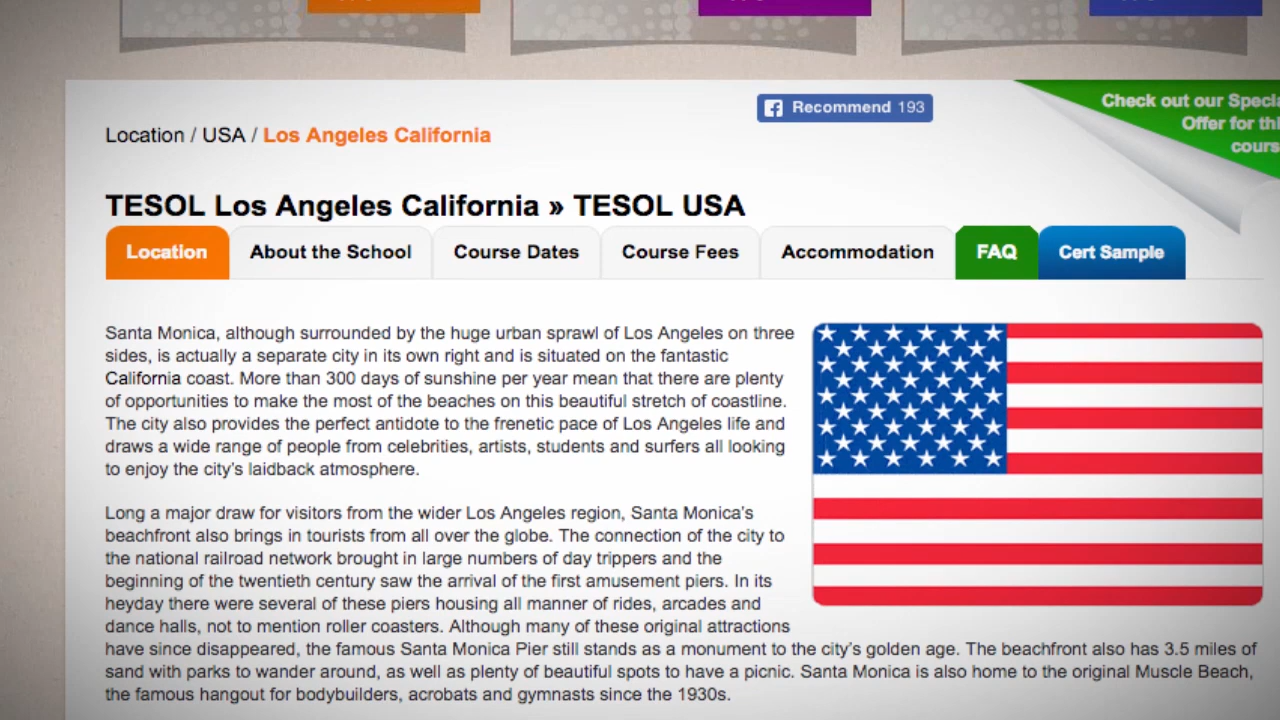 Recommend 193
Check out our
Offer for
Location / USA / Los Angeles California
TESOL Los Angeles California » TESOL USA
Location
About the School
Course Dates
Course Fees
Accommodation
FAQ
Cert Sample
Santa Monica, although surrounded by the huge urban sprawl of Los Angeles on three
sides, is actually a separate city in its own right and is situated on the fantastic
California coast. More than 300 days of sunshine per year mean that there are plenty
of opportunities to make the most of the beaches on this beautiful stretch of coastline.
The city also provides the perfect antidote to the frenetic pace of Los Angeles life and
draws a wide range of people from celebrities, artists, students and surfers all looking
to enjoy the city's laidback atmosphere.
Long a major draw for visitors from the wider Los Angeles region, Santa Monica's
beachfront also brings in tourists from all over the globe. The connection of the city to
the national railroad network brought in large numbers of day trippers and the
beginning of the twentieth century saw the arrival of the first amusement piers. In its
heyday there were several of these piers housing all manner of rides, arcades and
dance halls, not to mention roller coasters. Although many of these original attractions
have since disappeared, the famous Santa Monica Pier still stands as a monument to the city's golden age. The beachfront also has 3.5 miles of
sand with parks to wander around, as well as plenty of beautiful spots to have a picnic. Santa Monica is also home to the original Muscle Beach,
the famous hangout for bodybuilders, acrobats and gymnasts since the 1930s.